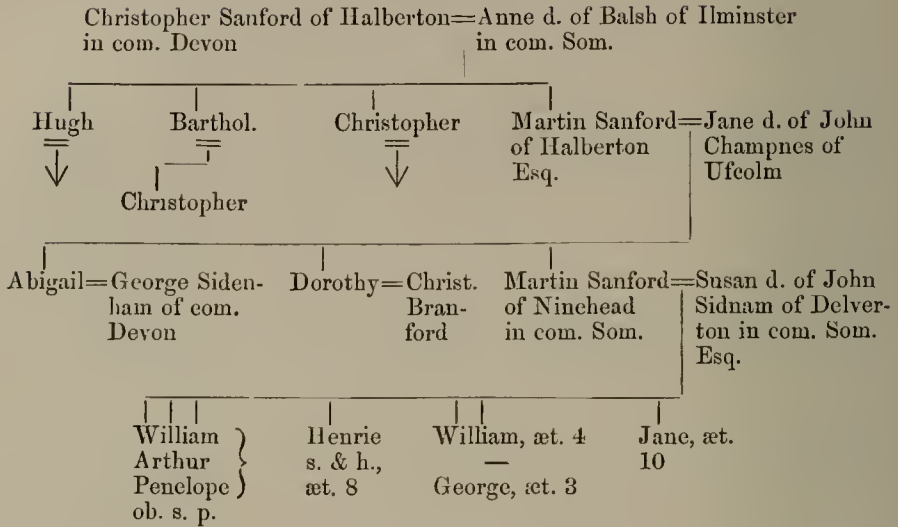 Christopher Sanford of Halberton=Anne d. of Balsh of Ilminster
in com. Devon in com. Som.
Hugh Barthol. Christopher Martin Sanford=Jane d. of John
of Halberton Champnes of
Esq. Ufcolm
Christopher
Abigail=George Siden- Dorothy=Christ. Martin Sanford=Susan d. of John
ham of com. Bran- of Ninehead Sidnam of Delver-
Devon ford in com. Som. ton in com. Som.
Esq.
William Henrie William, æt. 4 Jane, æt.
Arthur s. & h., — 10
Penelope æt. 8 George, æt. 3
ob. s. p.